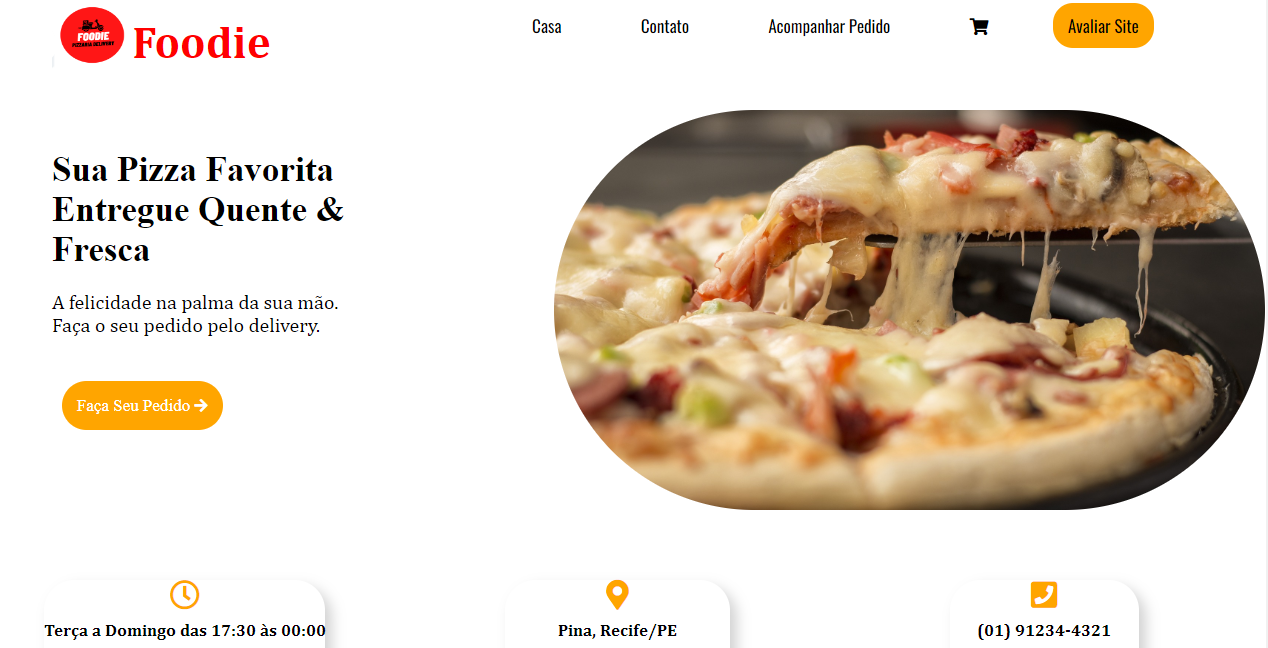 FOODIE
PIZZARIA DELIVERY
Foodie
Casa
Contato
Acompanhar Pedido
Avaliar Site
Sua Pizza Favorita
Entregue Quente &
Fresca
A felicidade na palma da sua mão.
Faça o seu pedido pelo delivery.
Faça Seu Pedido
Terça a Domingo das 17:30 às 00:00
Pina, Recife/PE
(01) 91234-4321